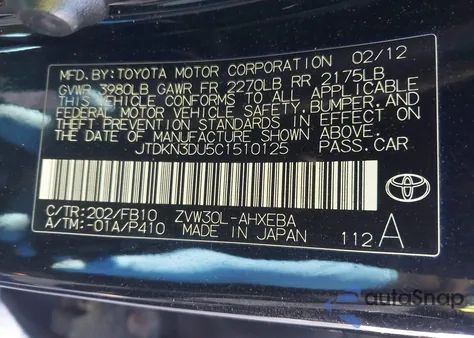 MFD. BY: TOYOTA MOTOR CORPORATION 02/12
GVWR 3980LB GAWR FR 2270LB RR 2175LB
THIS VEHICLE CONFORMS TO ALL APPLICABLE
FEDERAL MOTOR VEHICLE SAFETY, BUMPER, AND
THEFT PREVENTION STANDARDS IN EFFECT ON
THE DATE OF MANUFACTURE SHOWN ABOVE.
JTDKN3DU5C1510125 PASS. CAR
C/TR: 202/FB10 ZVW30L-AHXEBA
A/TM: -01A/P410 MADE IN JAPAN 112 A
TOYOTA
autoSnap